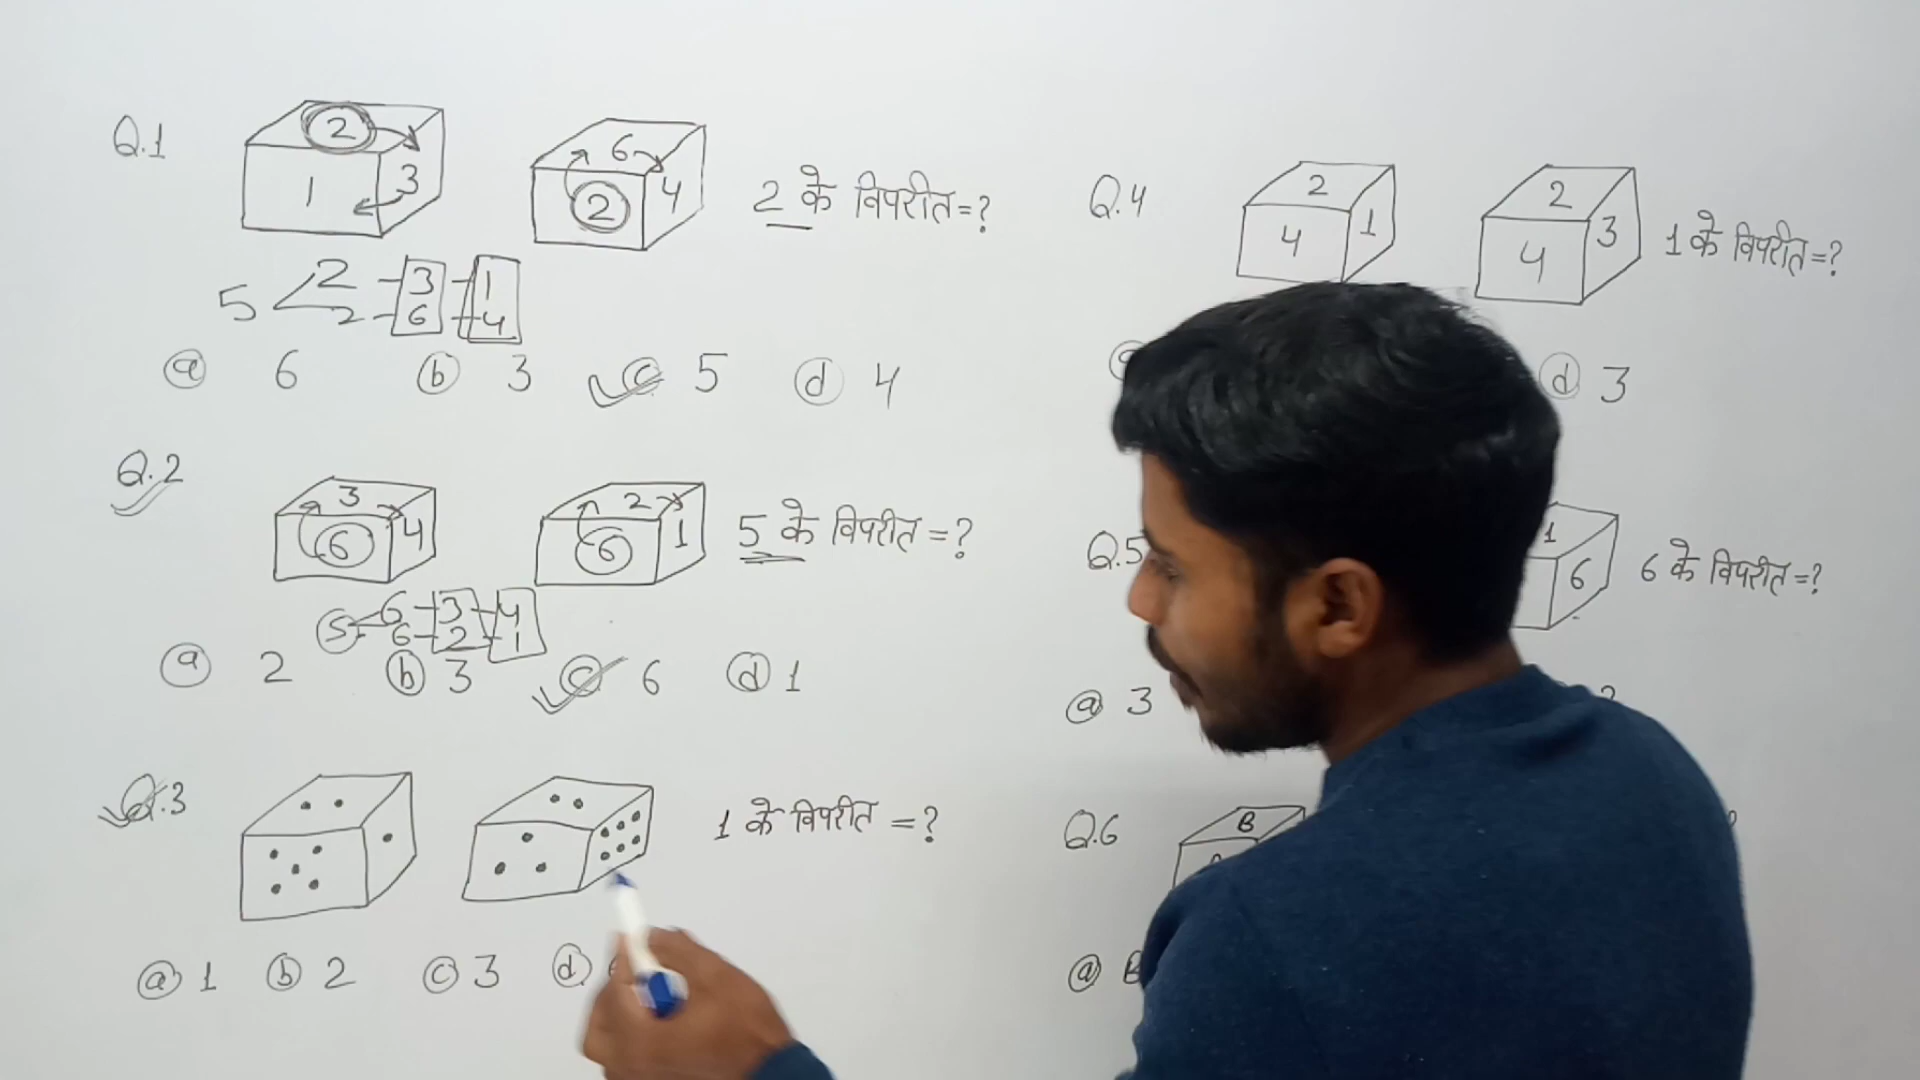 Q.1
2
1
3
6
2
4
2 के विपरीत=?
5 2 - 3 - 1
2 - 6 - 4
a 6 b 3 c 5 d 4
Q.2
3
6
4
2
6
1
5 के विपरीत=?
5 6 - 3 - 4
6 - 2 - 1
a 2 b 3 c 6 d 1
Q.3
1 के विपरीत =?
a 1 b 2 c 3 d
Q.4
2
4
1
2
4
3
1 के विपरीत=?
d 3
Q.5
1
6
6 के विपरीत=?
a 3
Q.6
B
a B